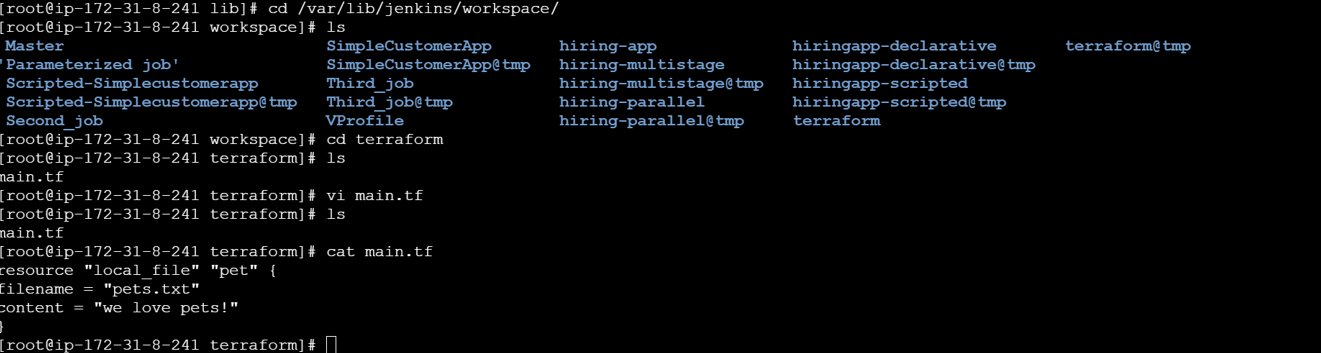 [root@ip-172-31-8-241 lib]# cd /var/lib/jenkins/workspace/
[root@ip-172-31-8-241 workspace]# ls
 Master                        SimpleCustomerApp      hiring-app              hiringapp-declarative       terraform@tmp
'Parameterized job'            SimpleCustomerApp@tmp  hiring-multistage       hiringapp-declarative@tmp
 Scripted-Simplecustomerapp    Third_job              hiring-multistage@tmp   hiringapp-scripted
 Scripted-Simplecustomerapp@tmp  Third_job@tmp        hiring-parallel         hiringapp-scripted@tmp
 Second_job                    VProfile               hiring-parallel@tmp     terraform
[root@ip-172-31-8-241 workspace]# cd terraform
[root@ip-172-31-8-241 terraform]# ls
main.tf
[root@ip-172-31-8-241 terraform]# vi main.tf
[root@ip-172-31-8-241 terraform]# ls
main.tf
[root@ip-172-31-8-241 terraform]# cat main.tf
resource "local_file" "pet" {
filename = "pets.txt"
content = "we love pets!"
}
[root@ip-172-31-8-241 terraform]#